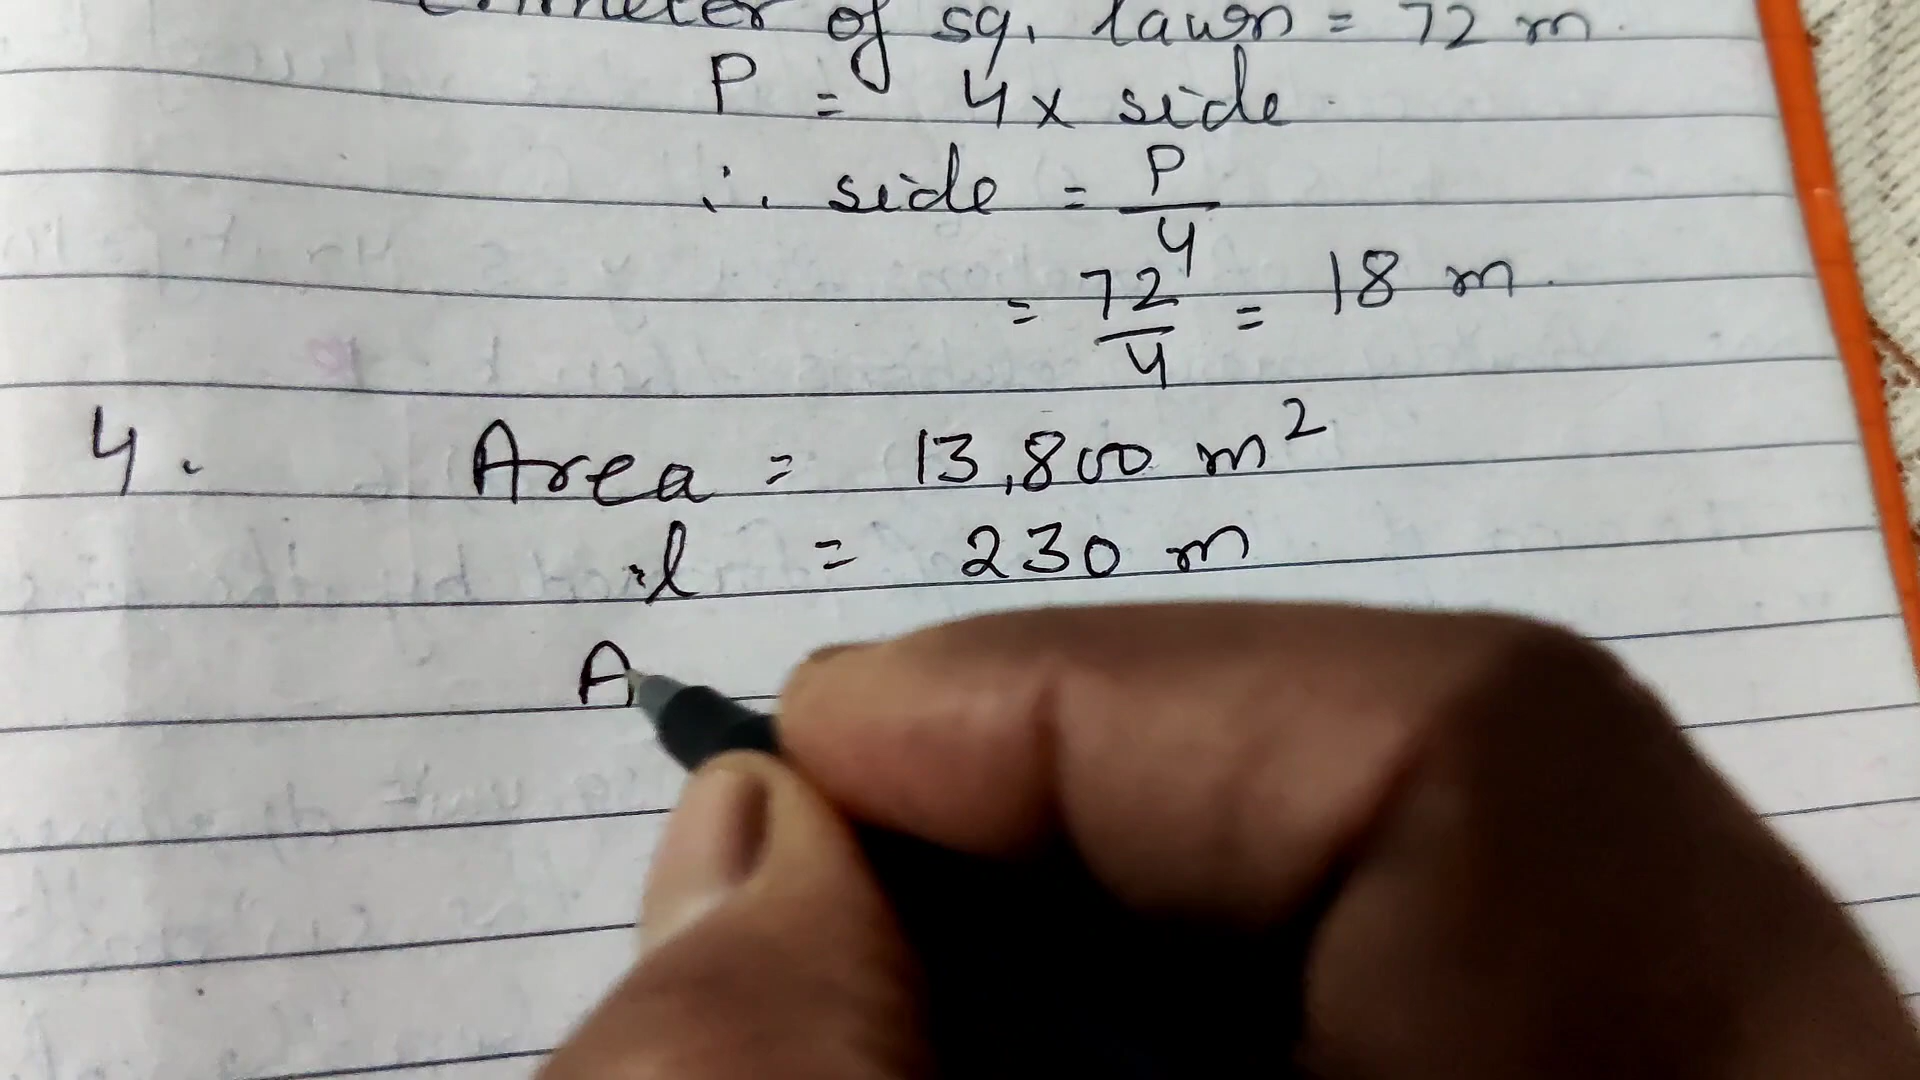 of sq. lawn = 72 m.
P = 4 x side.
∴ side = P/4
= 72/4 = 18 m.
4. Area = 13,800 m²
l = 230 m
A